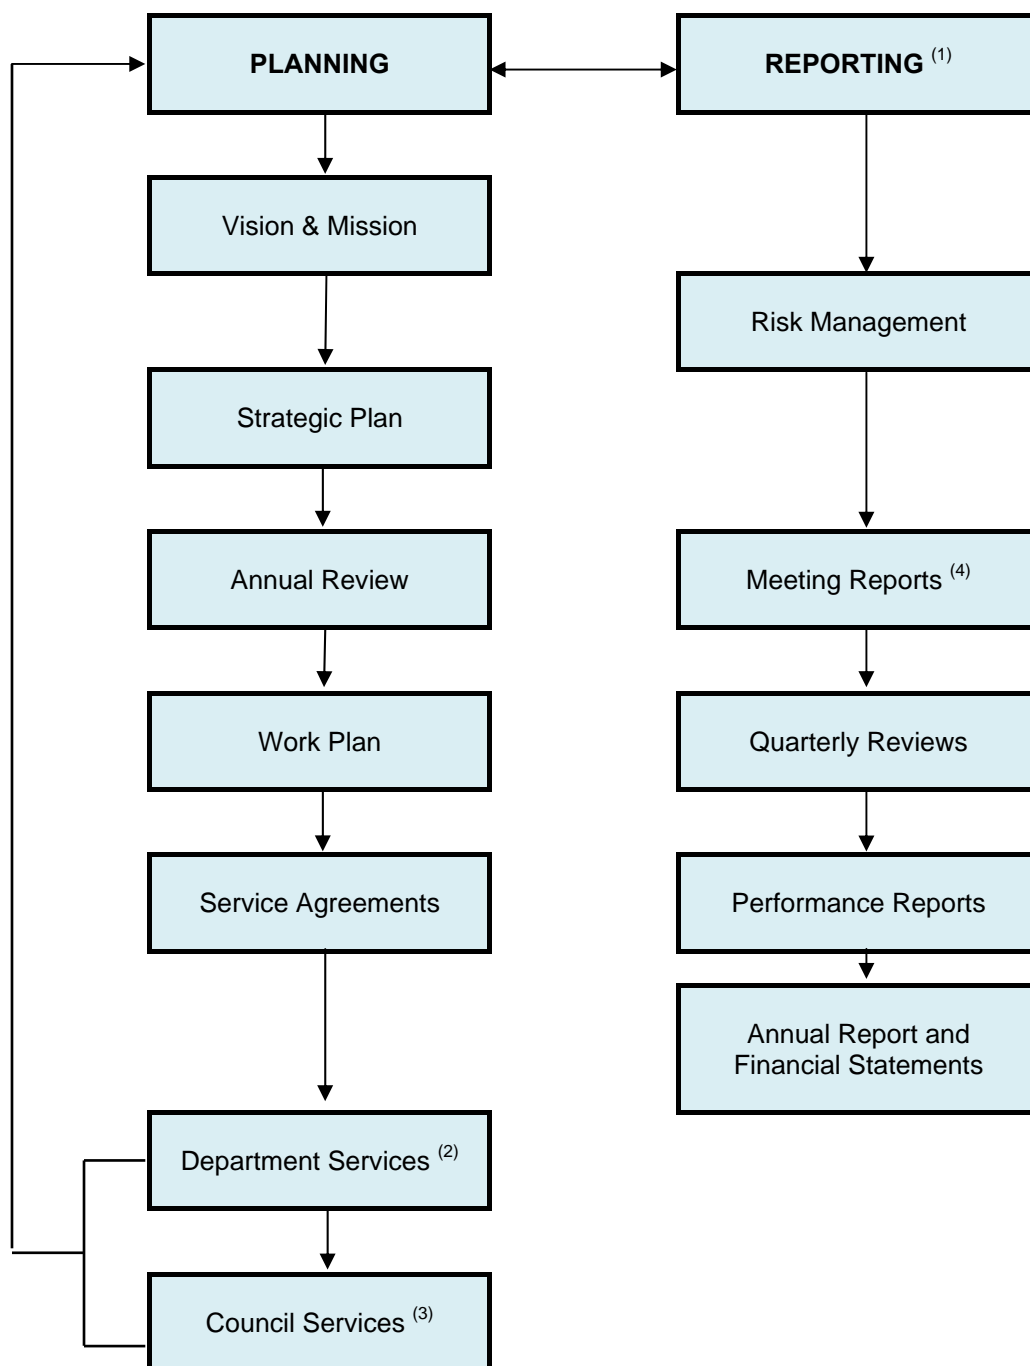 PLANNING
REPORTING (1)
Vision & Mission
Risk Management
Strategic Plan
Annual Review
Meeting Reports (4)
Work Plan
Quarterly Reviews
Service Agreements
Performance Reports
Annual Report and
Financial Statements
Department Services (2)
Council Services (3)